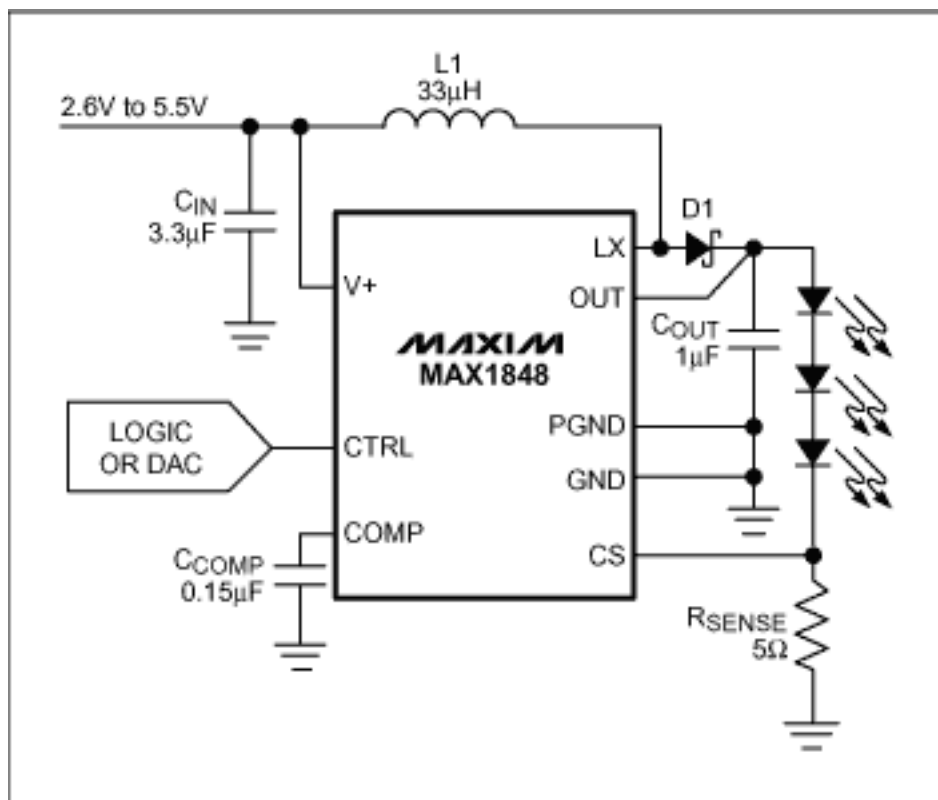 L1
33μH
2.6V to 5.5V
CIN
3.3μF
D1
LX
V+
OUT
COUT
1μF
MAXIM
MAX1848
PGND
LOGIC
OR DAC
CTRL
GND
COMP
CS
CCOMP
0.15μF
RSENSE
5Ω